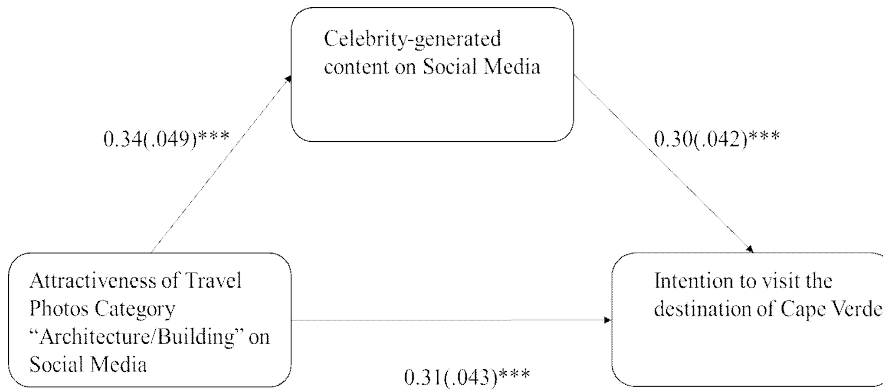 Celebrity-generated
content on Social Media
0.34(.049)***
0.30(.042)***
Attractiveness of Travel
Photos Category
“Architecture/Building” on
Social Media
Intention to visit the
destination of Cape Verde
0.31(.043)***